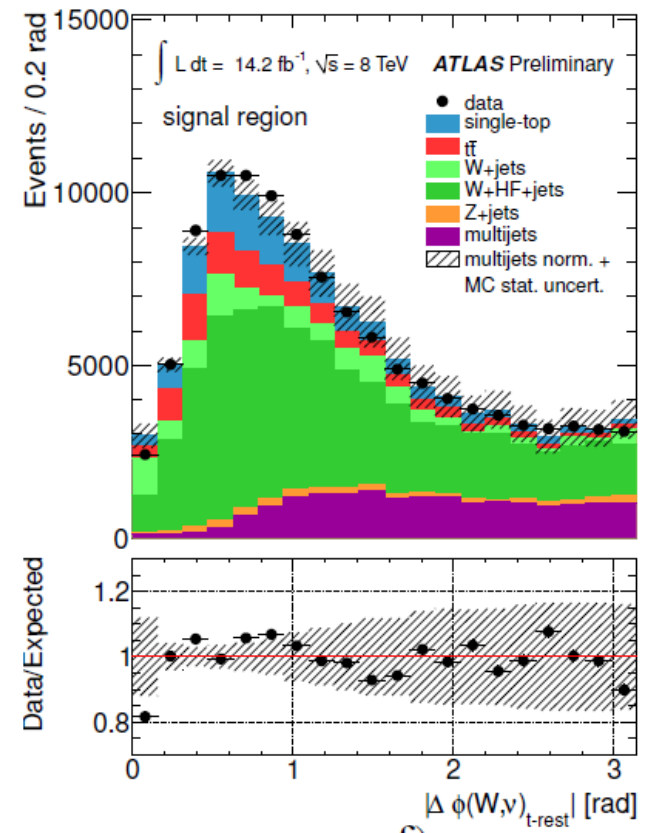 15000
∫ L dt = 14.2 fb⁻¹, √s = 8 TeV
ATLAS Preliminary
signal region
data
single-top
tt̄
W+jets
W+HF+jets
Z+jets
multijets
multijets norm. +
MC stat. uncert.
Events / 0.2 rad
10000
5000
0
Data/Expected
1.2
1
0.8
0 1 2 3
|Δ ϕ(W,ν)t-rest| [rad]